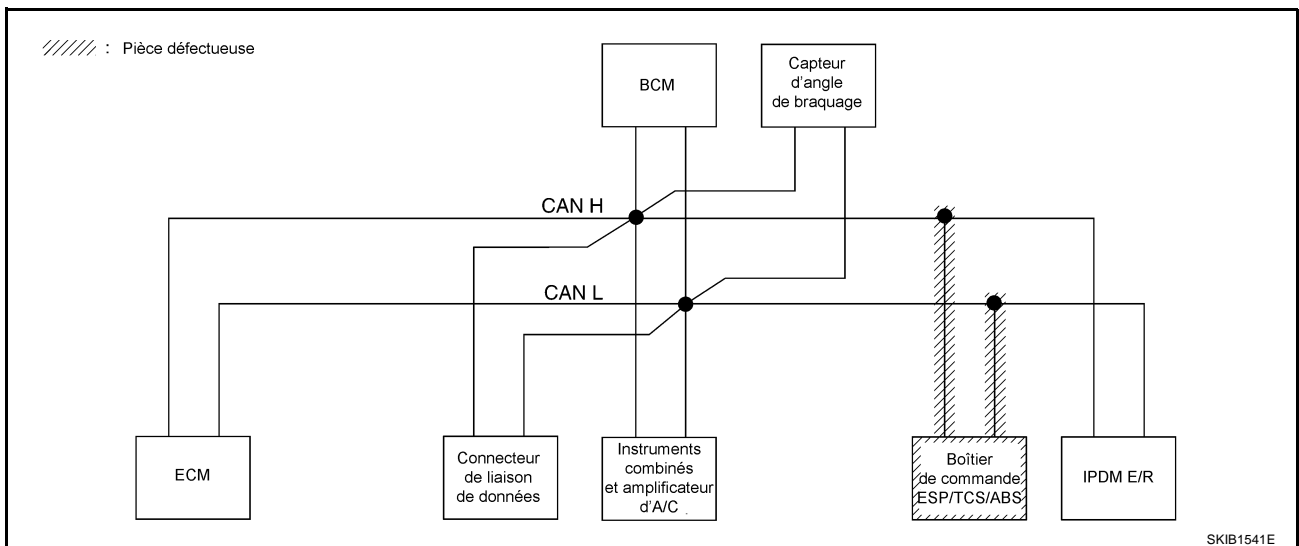 : Pièce défectueuse
BCM
Capteur
d'angle
de braquage
CAN H
CAN L
ECM
Connecteur
de liaison
de données
Instruments
combinés
et amplificateur
d'A/C
Boîtier
de commande
ESP/TCS/ABS
IPDM E/R
SKIB1541E